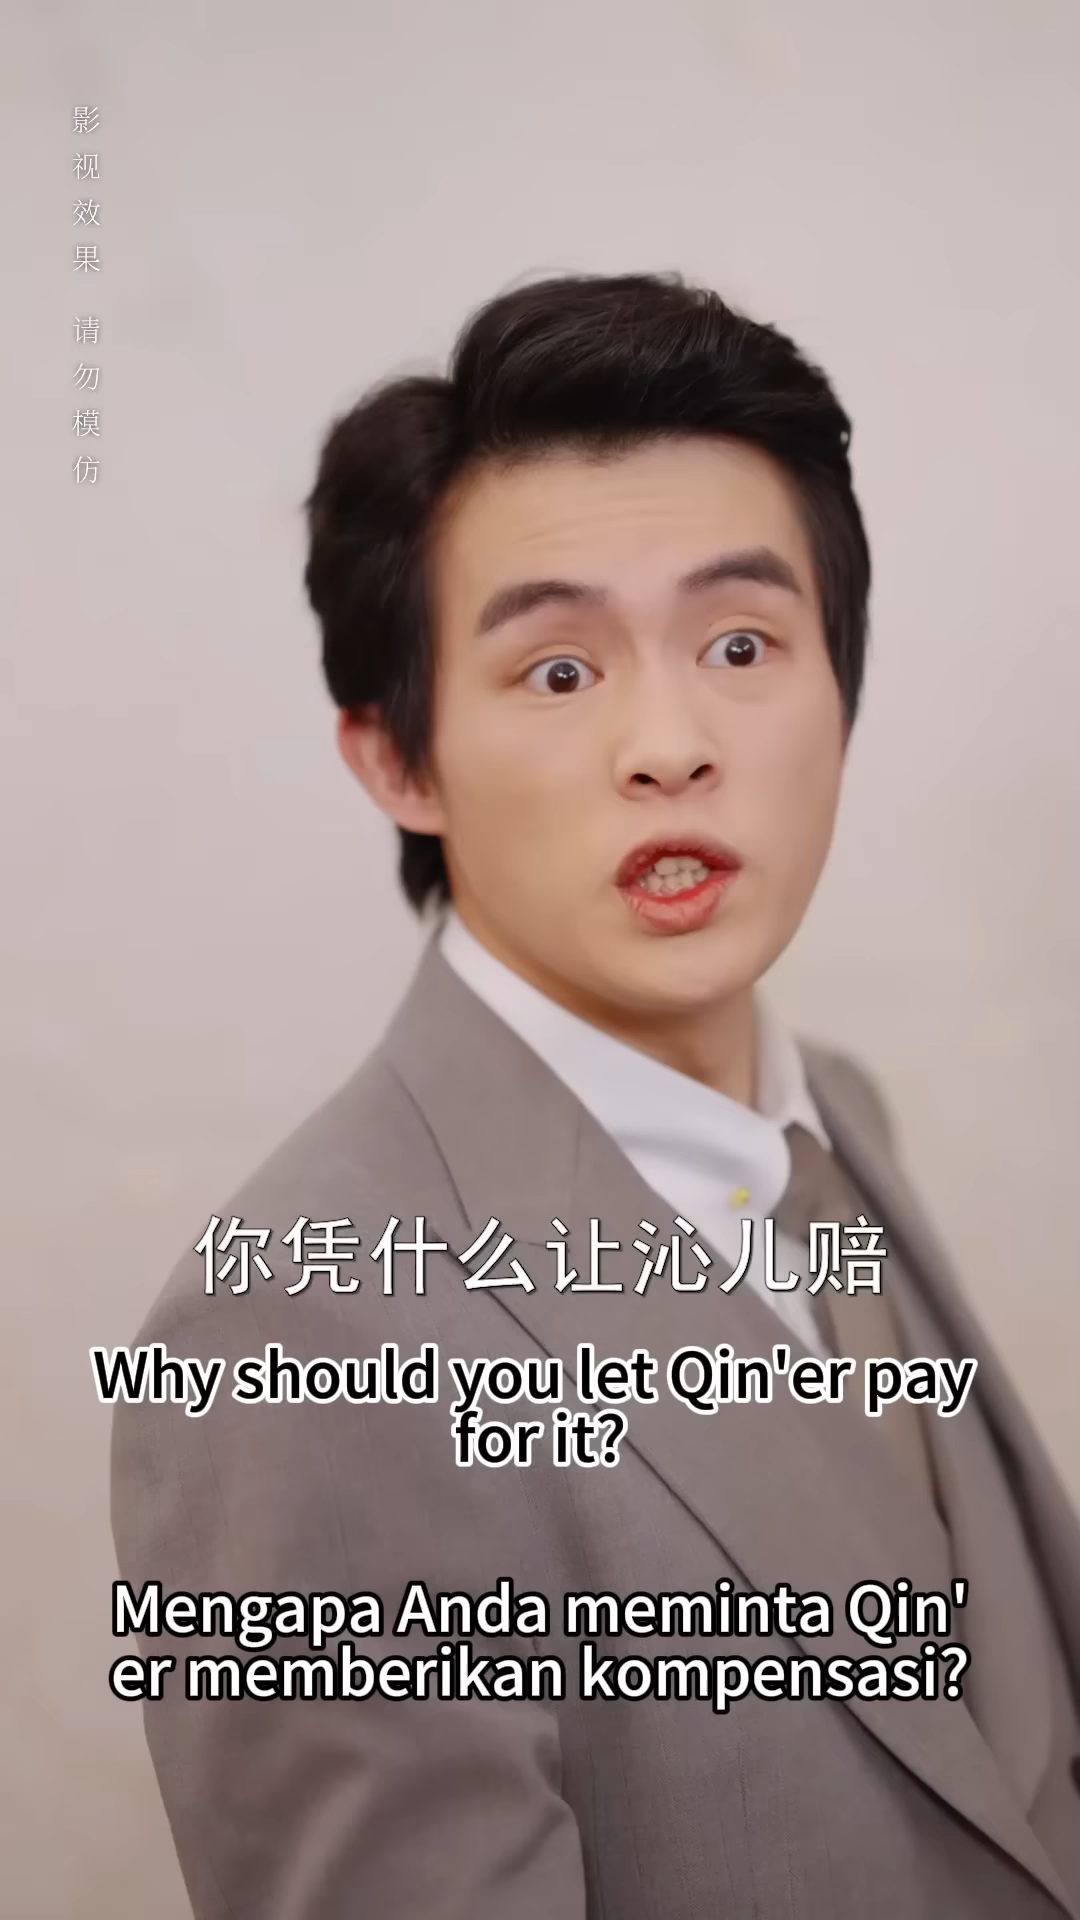 影视效果 请勿模仿
你凭什么让沁儿赔
Why should you let Qin'er pay
for it?
Mengapa Anda meminta Qin'
er memberikan kompensasi?